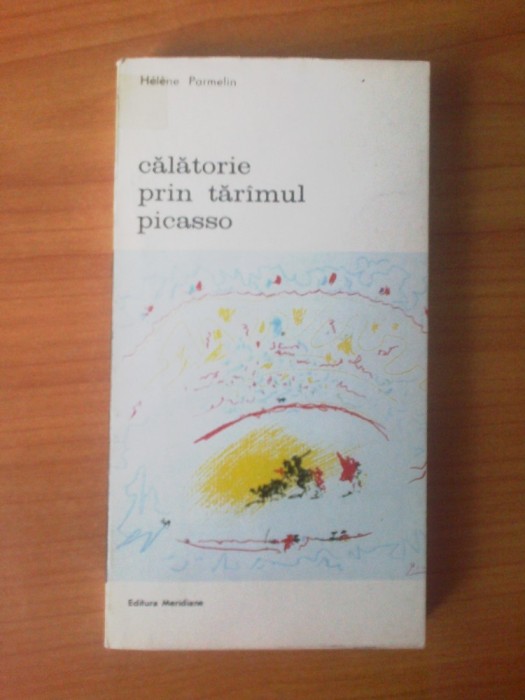 Hélène Parmelin
călătorie
prin tărîmul
picasso
Editura Meridiane